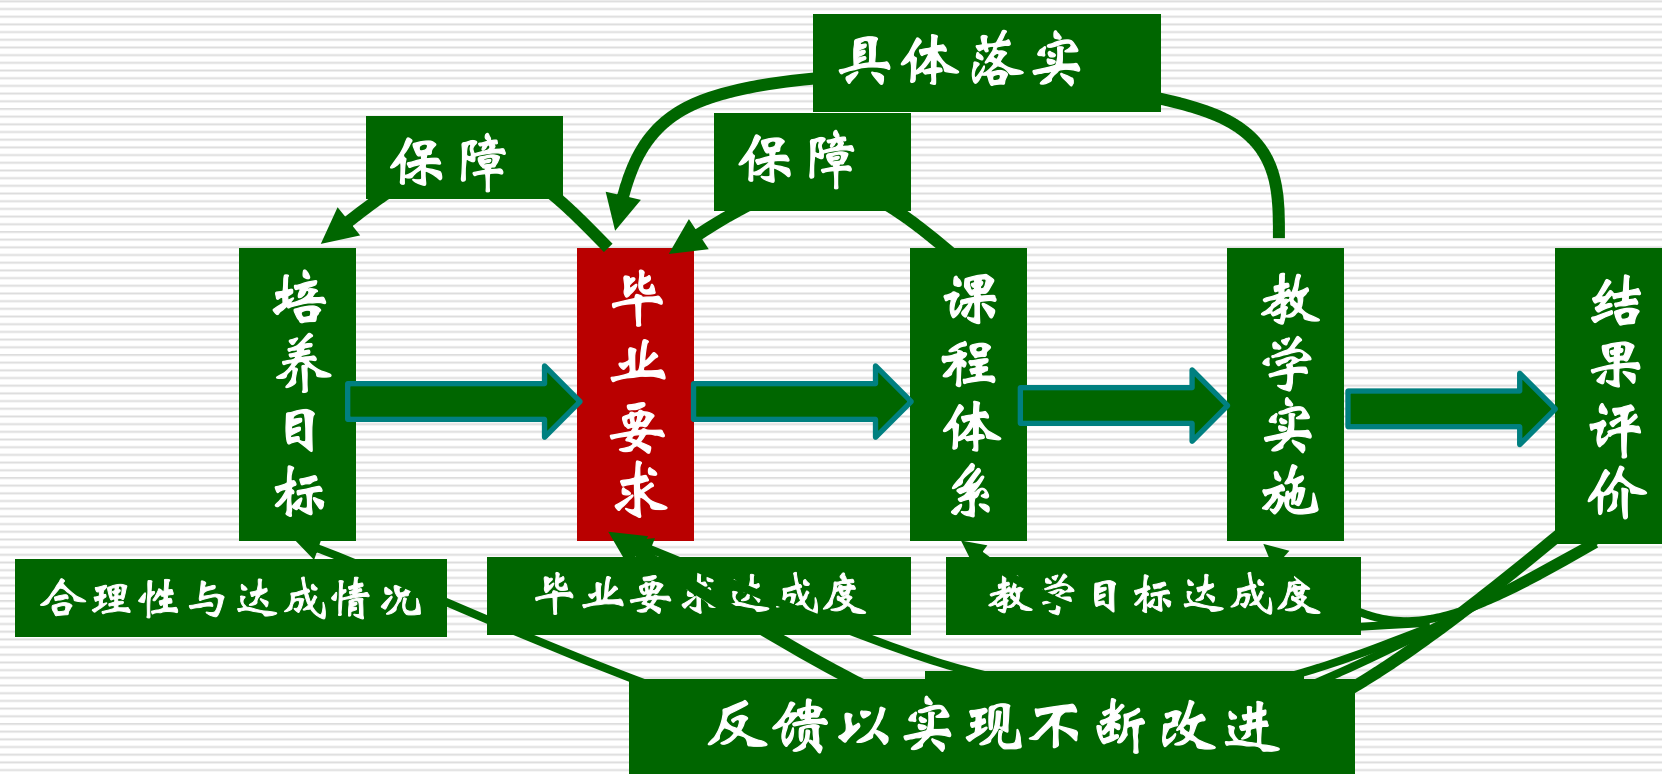 具体落实
保障
保障
培养目标
毕业要求
课程体系
教学实施
结果评价
合理性与达成情况
毕业要求达成度
教学目标达成度
反馈以实现不断改进